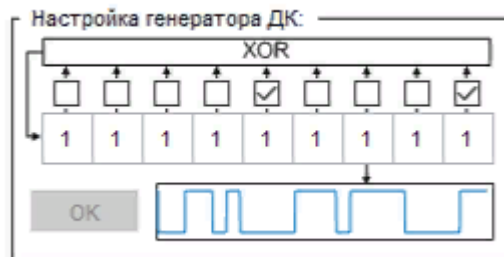 Настройка генератора ДК:
XOR
1 1 1 1 1 1 1 1 1
OK